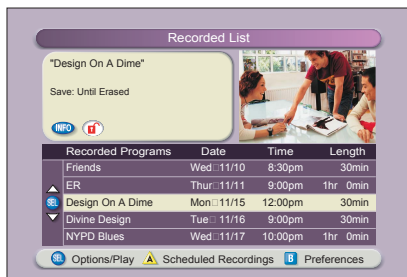 Recorded List
"Design On A Dime"
Save: Until Erased
INFO
Recorded Programs Date Time Length
Friends Wed□11/10 8:30pm 30min
ER Thur□11/11 9:00pm 1hr 0min
SEL Design On A Dime Mon□11/15 12:00pm 30min
Divine Design Tue□ 11/16 9:00pm 30min
NYPD Blues Wed□11/17 10:00pm 1hr 0min
SEL Options/Play A Scheduled Recordings B Preferences